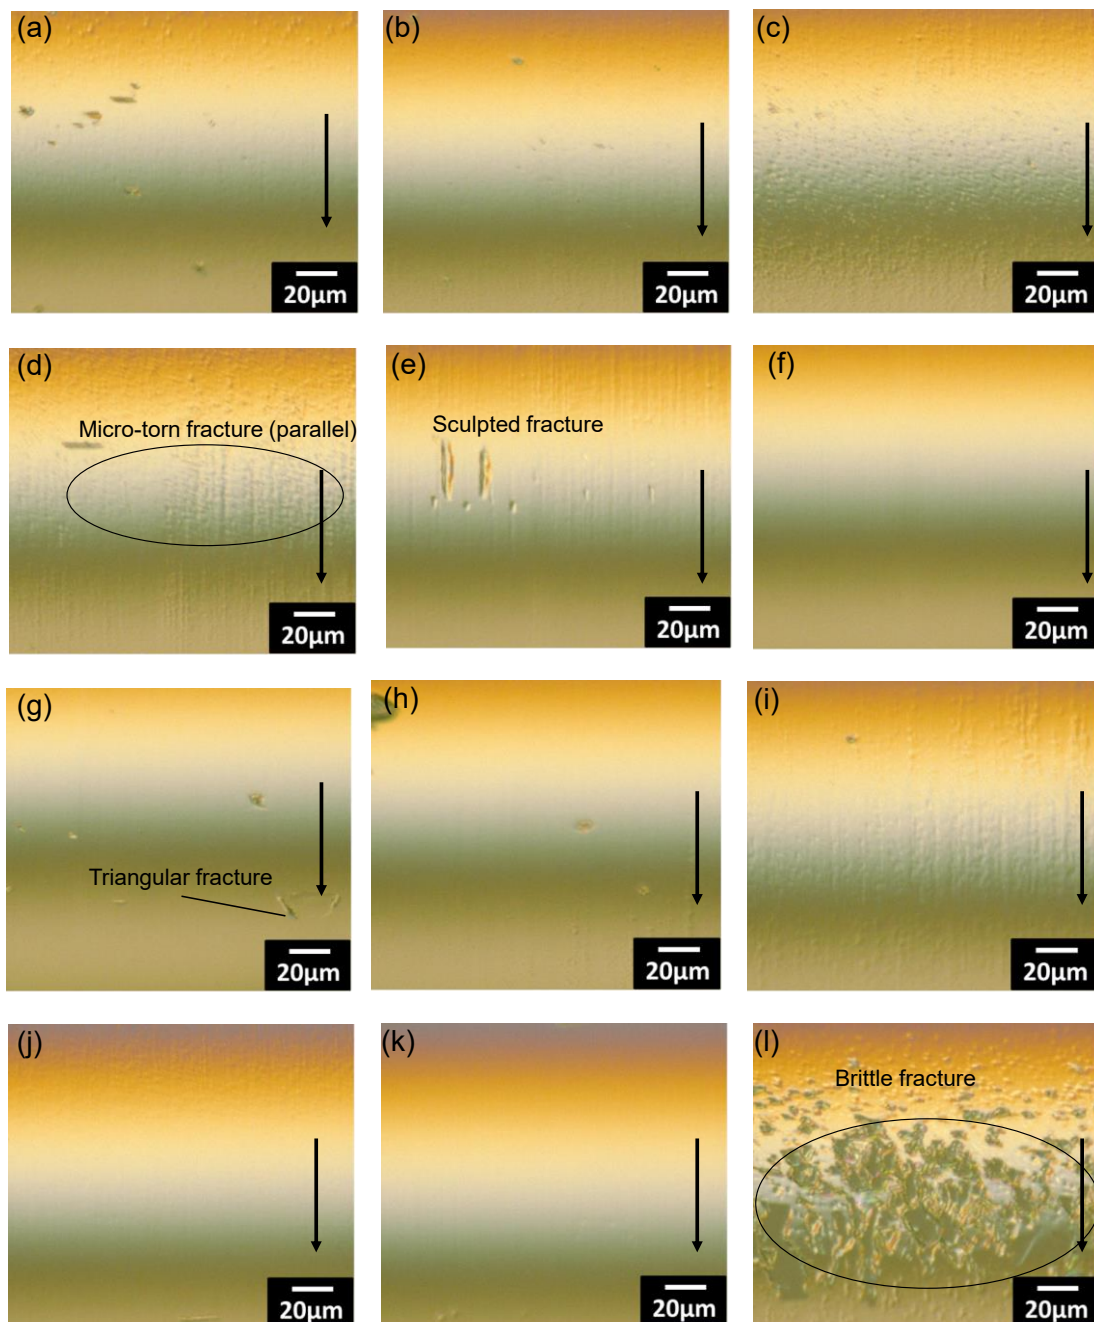 (a)
(b)
(c)
20μm
20μm
20μm
(d)
(e)
(f)
Micro-torn fracture (parallel)
Sculpted fracture
20μm
20μm
20μm
(g)
(h)
(i)
Triangular fracture
20μm
20μm
20μm
(j)
(k)
(l)
Brittle fracture
20μm
20μm
20μm